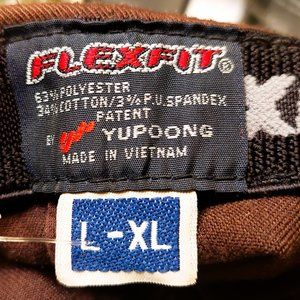 FLEXFIT®
63% POLYESTER
34% COTTON/3% P.U. SPANDEX
PATENT
BY YUPOONG
MADE IN VIETNAM
L-XL